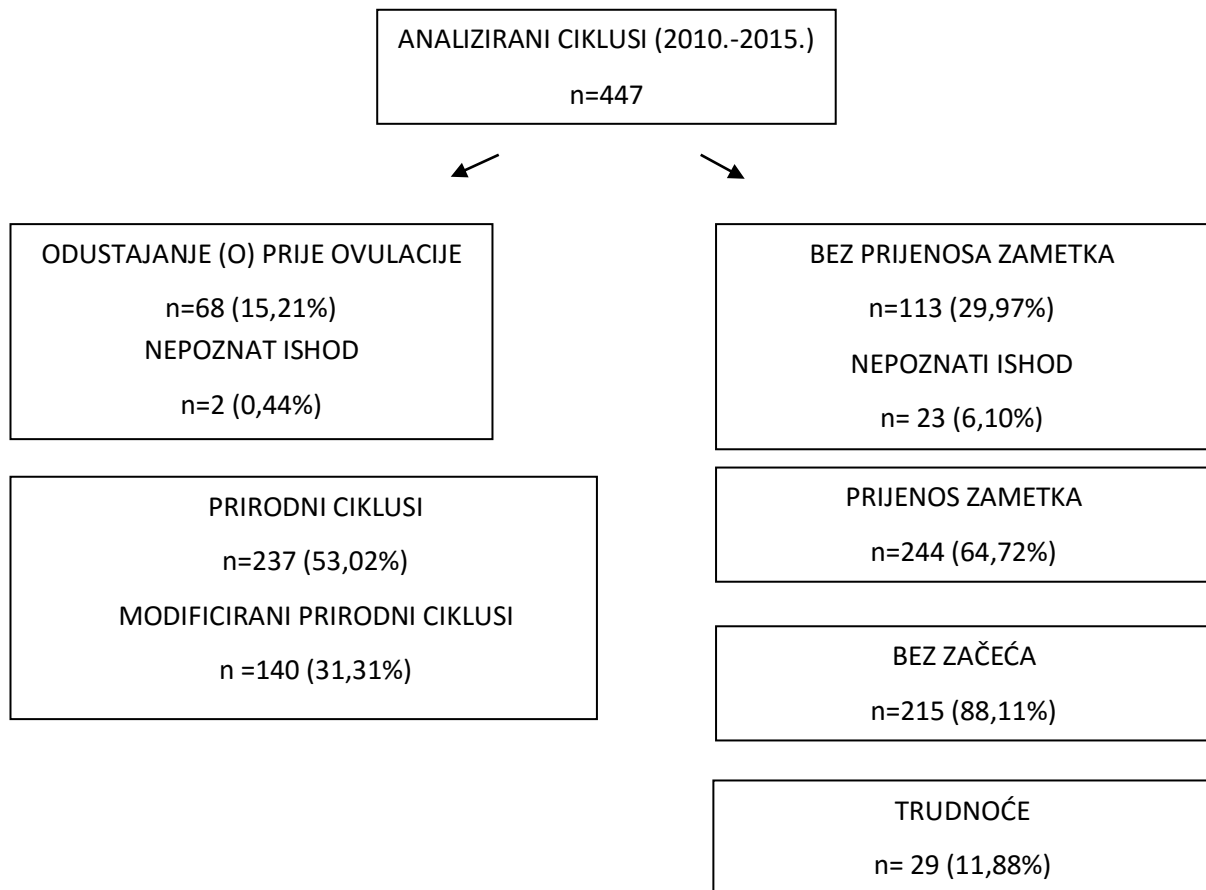 ANALIZIRANI CIKLUSI (2010.-2015.)
n=447
ODUSTAJANJE (O) PRIJE OVULACIJE
n=68 (15,21%)
NEPOZNAT ISHOD
n=2 (0,44%)
PRIRODNI CIKLUSI
n=237 (53,02%)
MODIFICIRANI PRIRODNI CIKLUSI
n =140 (31,31%)
BEZ PRIJENOSA ZAMETKA
n=113 (29,97%)
NEPOZNATI ISHOD
n= 23 (6,10%)
PRIJENOS ZAMETKA
n=244 (64,72%)
BEZ ZAČEĆA
n=215 (88,11%)
TRUDNOĆE
n= 29 (11,88%)